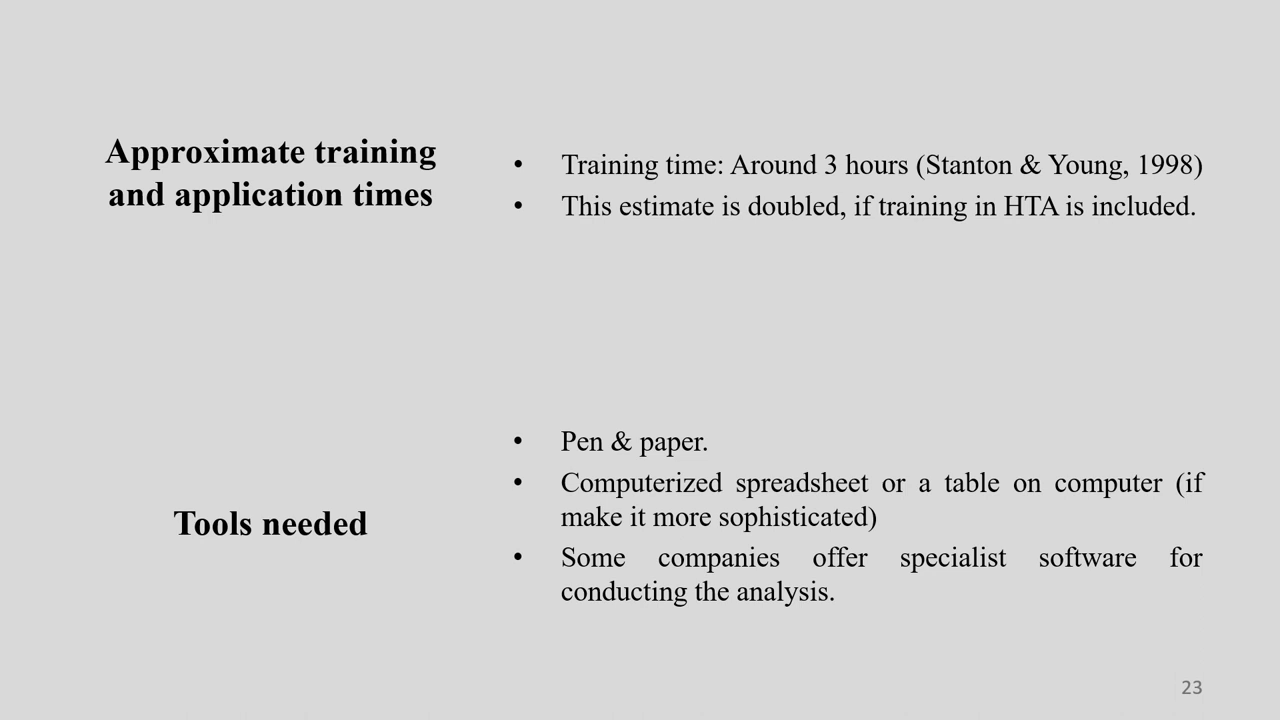 Approximate training
and application times
• Training time: Around 3 hours (Stanton & Young, 1998)
• This estimate is doubled, if training in HTA is included.
Tools needed
• Pen & paper.
• Computerized spreadsheet or a table on computer (if
make it more sophisticated)
• Some companies offer specialist software for
conducting the analysis.
23